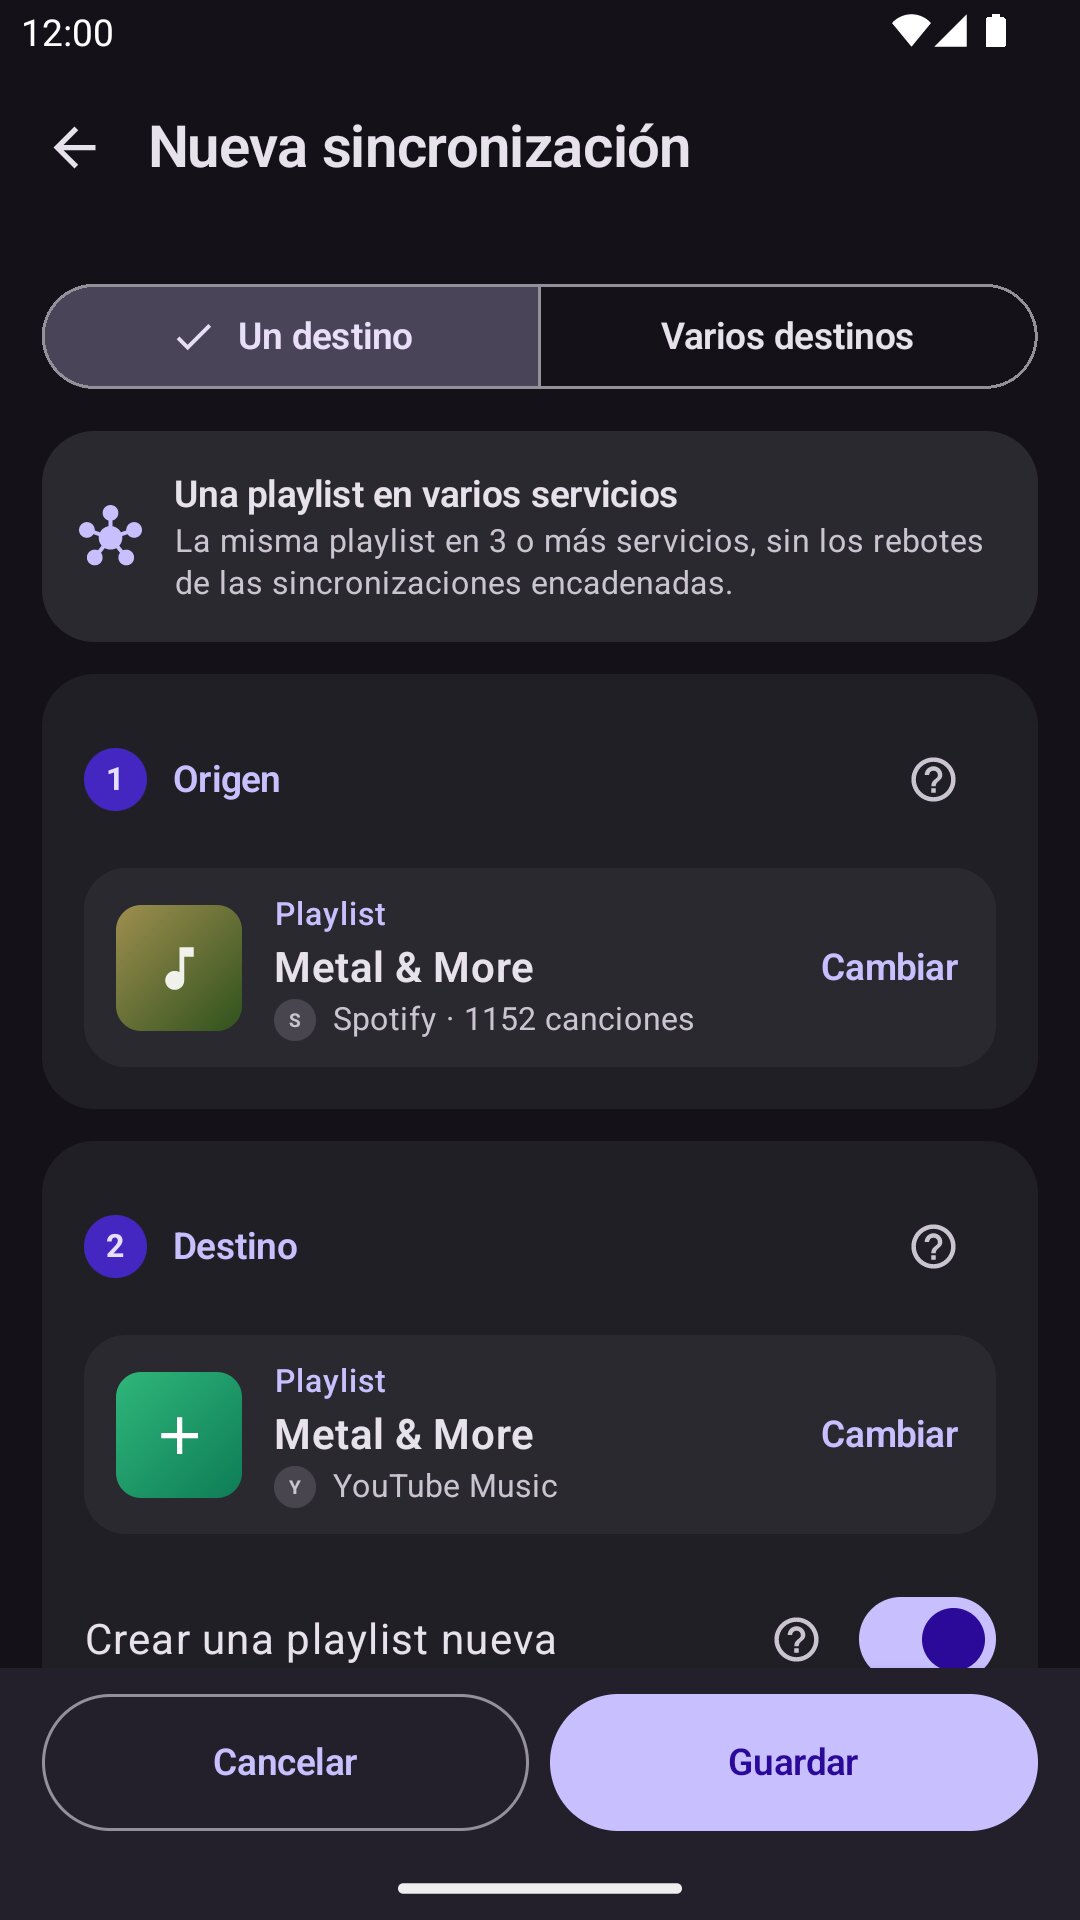 12:00
Nueva sincronización
Un destino
Varios destinos
Una playlist en varios servicios
La misma playlist en 3 o más servicios, sin los rebotes
de las sincronizaciones encadenadas.
1
Origen
Playlist
Metal & More
Cambiar
S
Spotify · 1152 canciones
2
Destino
Playlist
Metal & More
Cambiar
Y
YouTube Music
Crear una playlist nueva
Cancelar
Guardar